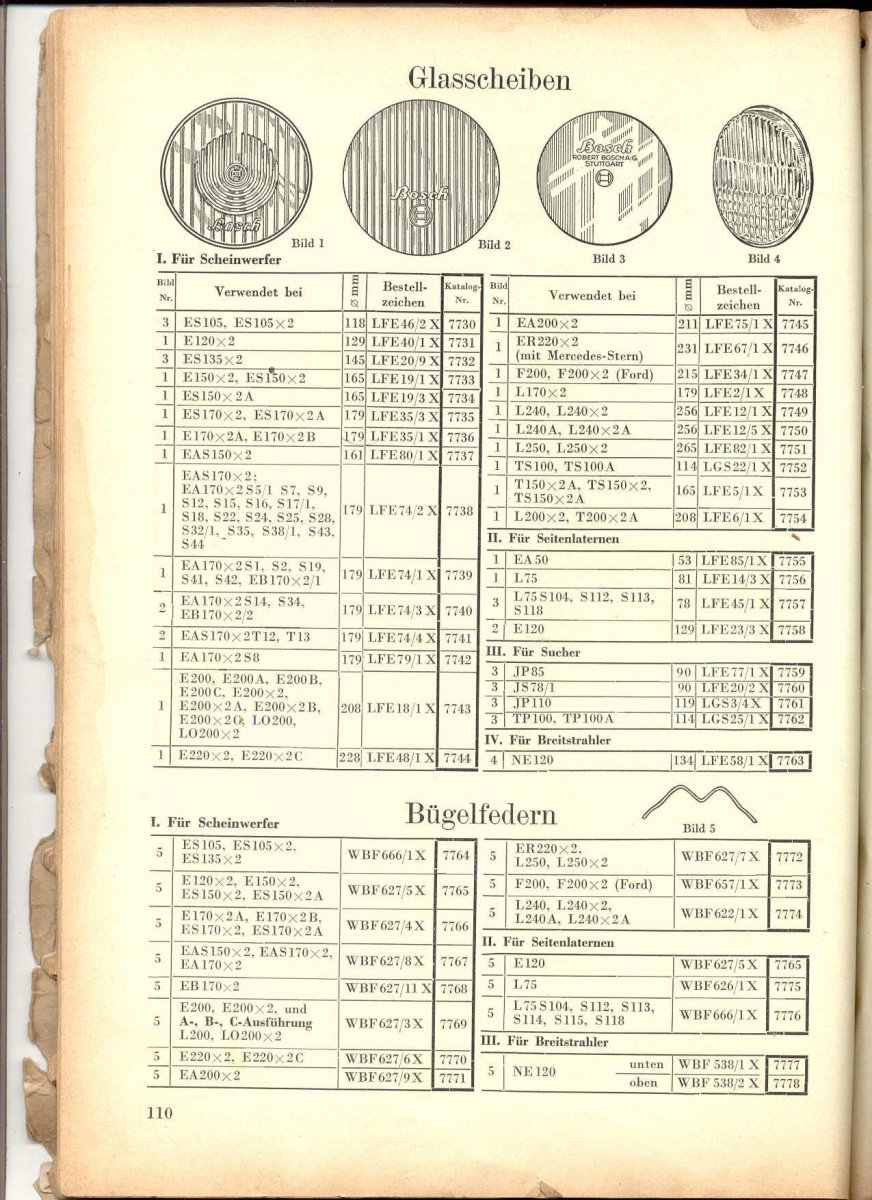 Glasscheiben
Bosch
Bild 1
Bosch
Bild 2
Bosch
ROBERT BOSCH A:G.
STUTTGART
Bild 3
Bild 4
I. Für Scheinwerfer
Bild Nr. Verwendet bei ⌀ mm Bestell-zeichen Katalog-Nr.
3 ES105, ES105×2 118 LFE46/2 X 7730
1 E120×2 129 LFE40/1 X 7731
3 ES135×2 145 LFE20/9 X 7732
1 E150×2, ES150×2 165 LFE19/1 X 7733
1 ES150×2A 165 LFE19/3 X 7734
1 ES170×2, ES170×2A 179 LFE35/3 X 7735
1 E170×2A, E170×2B 179 LFE35/1 X 7736
1 EAS150×2 161 LFE80/1 X 7737
EAS170×2;
EA170×2S5/1 S7, S9,
S12, S15, S16, S17/1,
1 S18, S22, S24, S25, S28, 179 LFE74/2 X 7738
S32/1, S35, S38/1, S43,
S44
1 EA170×2S1, S2, S19, 179 LFE74/1 X 7739
S41, S42, EB170×2/1
2 EA170×2S14, S34, 179 LFE74/3 X 7740
EB170×2/2
2 EAS170×2T12, T13 179 LFE74/4 X 7741
1 EA170×2S8 179 LFE79/1 X 7742
E200, E200A, E200B,
E200C, E200×2,
1 E200×2A, E200×2B, 208 LFE18/1 X 7743
E200×2C, LO200,
LO200×2
1 E220×2, E220×2C 228 LFE48/1 X 7744
Bild Nr. Verwendet bei ⌀ mm Bestell-zeichen Katalog-Nr.
1 EA200×2 211 LFE75/1 X 7745
1 ER220×2 231 LFE67/1 X 7746
(mit Mercedes-Stern)
1 F200, F200×2 (Ford) 215 LFE34/1 X 7747
1 L170×2 179 LFE2/1 X 7748
1 L240, L240×2 256 LFE12/1 X 7749
1 L240A, L240×2A 256 LFE12/5 X 7750
1 L250, L250×2 265 LFE82/1 X 7751
1 TS100, TS100A 114 LGS22/1 X 7752
1 T150×2A, TS150×2, 165 LFE5/1 X 7753
TS150×2A
1 L200×2, T200×2A 208 LFE6/1 X 7754
II. Für Seitenlaternen
1 EA50 53 LFE85/1 X 7755
1 L75 81 LFE14/3 X 7756
3 L75S104, S112, S113, 78 LFE45/1 X 7757
S118
2 E120 129 LFE23/3 X 7758
III. Für Sucher
3 JP85 90 LFE77/1 X 7759
3 JS78/1 90 LFE20/2 X 7760
3 JP110 119 LGS3/4 X 7761
3 TP100, TP100A 114 LGS25/1 X 7762
IV. Für Breitstrahler
4 NE120 134 LFE58/1 X 7763
Bügelfedern
Bild 5
I. Für Scheinwerfer
5 ES105, ES105×2, WBF666/1 X 7764
ES135×2
5 E120×2, E150×2, WBF627/5 X 7765
ES150×2, ES150×2A
5 E170×2A, E170×2B, WBF627/4 X 7766
ES170×2, ES170×2A
5 EAS150×2, EAS170×2, WBF627/8 X 7767
EA170×2
5 EB170×2 WBF627/11 X 7768
E200, E200×2, und
5 A-, B-, C-Ausführung WBF627/3 X 7769
L200, LO200×2
5 E220×2, E220×2C WBF627/6 X 7770
5 EA200×2 WBF627/9 X 7771
5 ER220×2, WBF627/7 X 7772
L250, L250×2
5 F200, F200×2 (Ford) WBF657/1 X 7773
5 L240, L240×2, WBF622/1 X 7774
L240A, L240×2A
II. Für Seitenlaternen
5 E120 WBF627/5 X 7765
5 L75 WBF626/1 X 7775
5 L75S104, S112, S113, WBF666/1 X 7776
S114, S115, S118
III. Für Breitstrahler
5 NE120 unten WBF 538/1 X 7777
oben WBF 538/2 X 7778
110